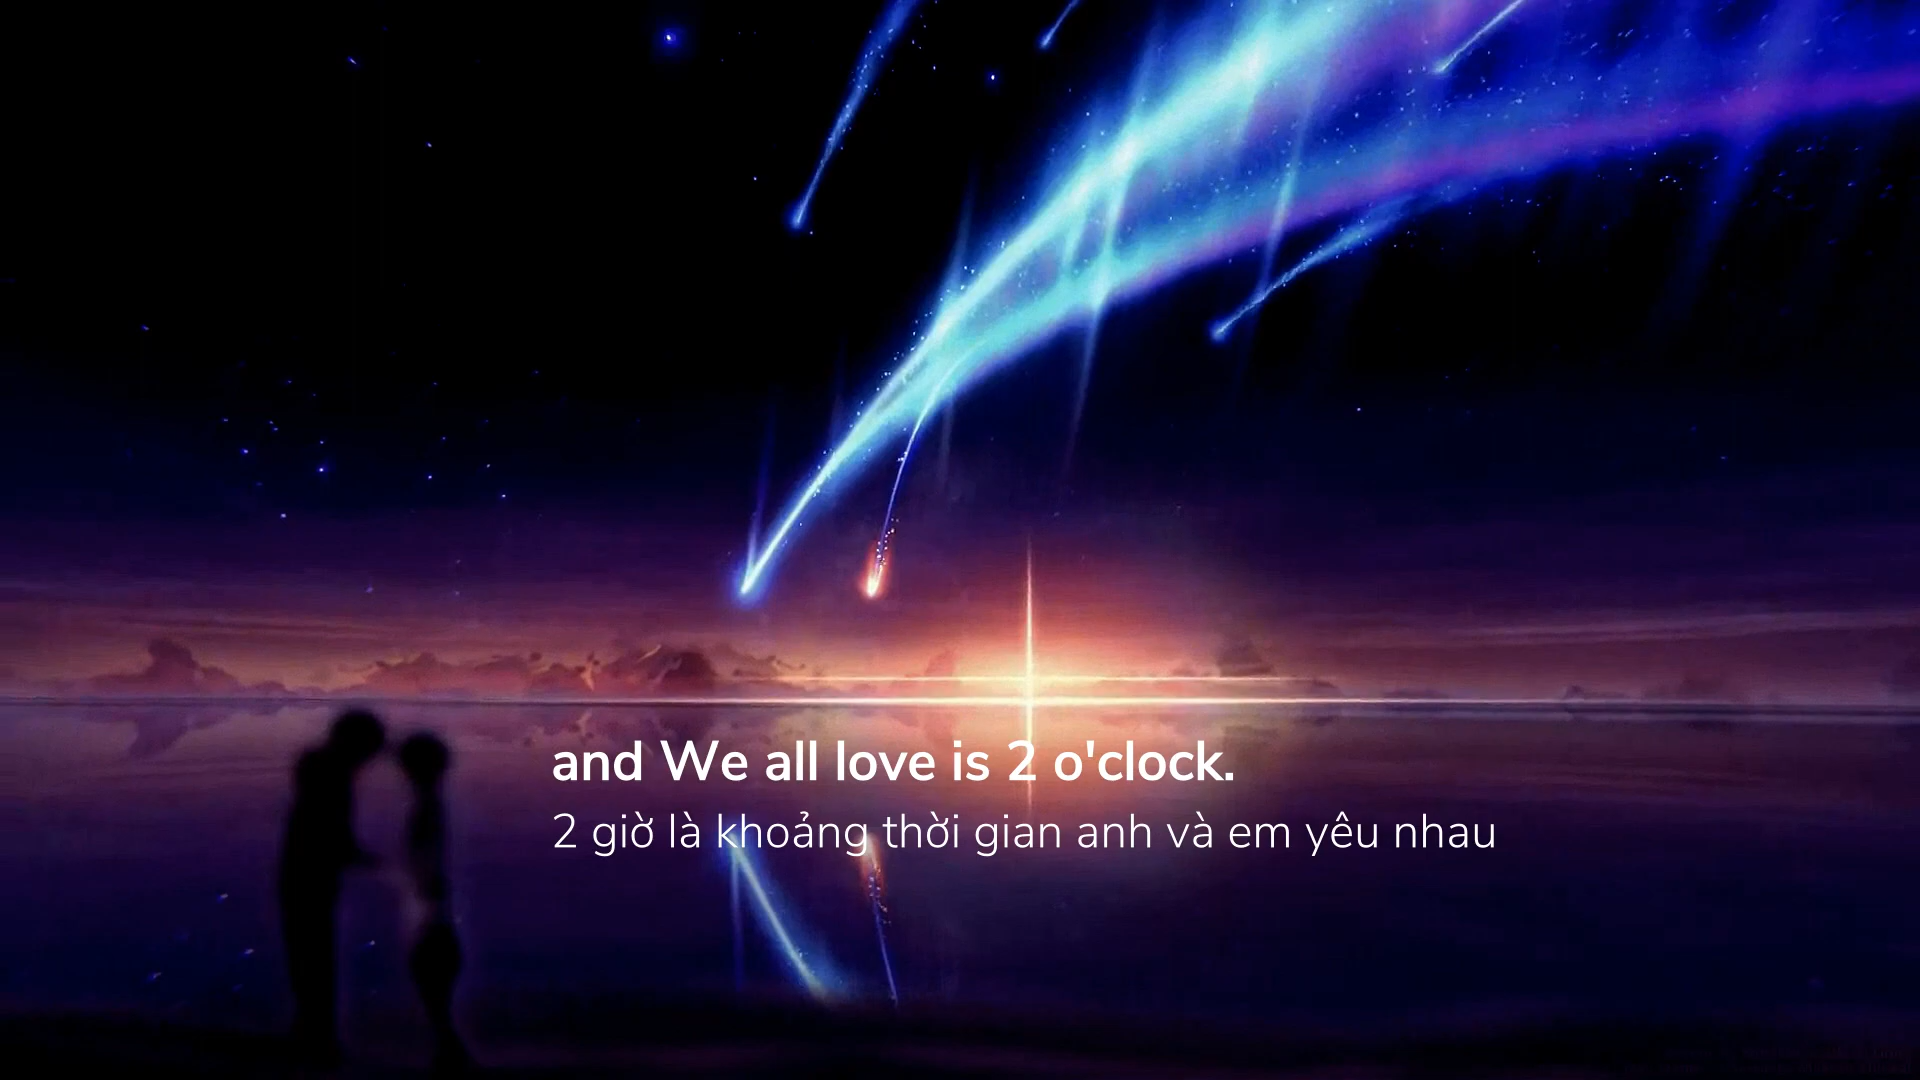 and We all love is 2 o'clock.
2 giờ là khoảng thời gian anh và em yêu nhau